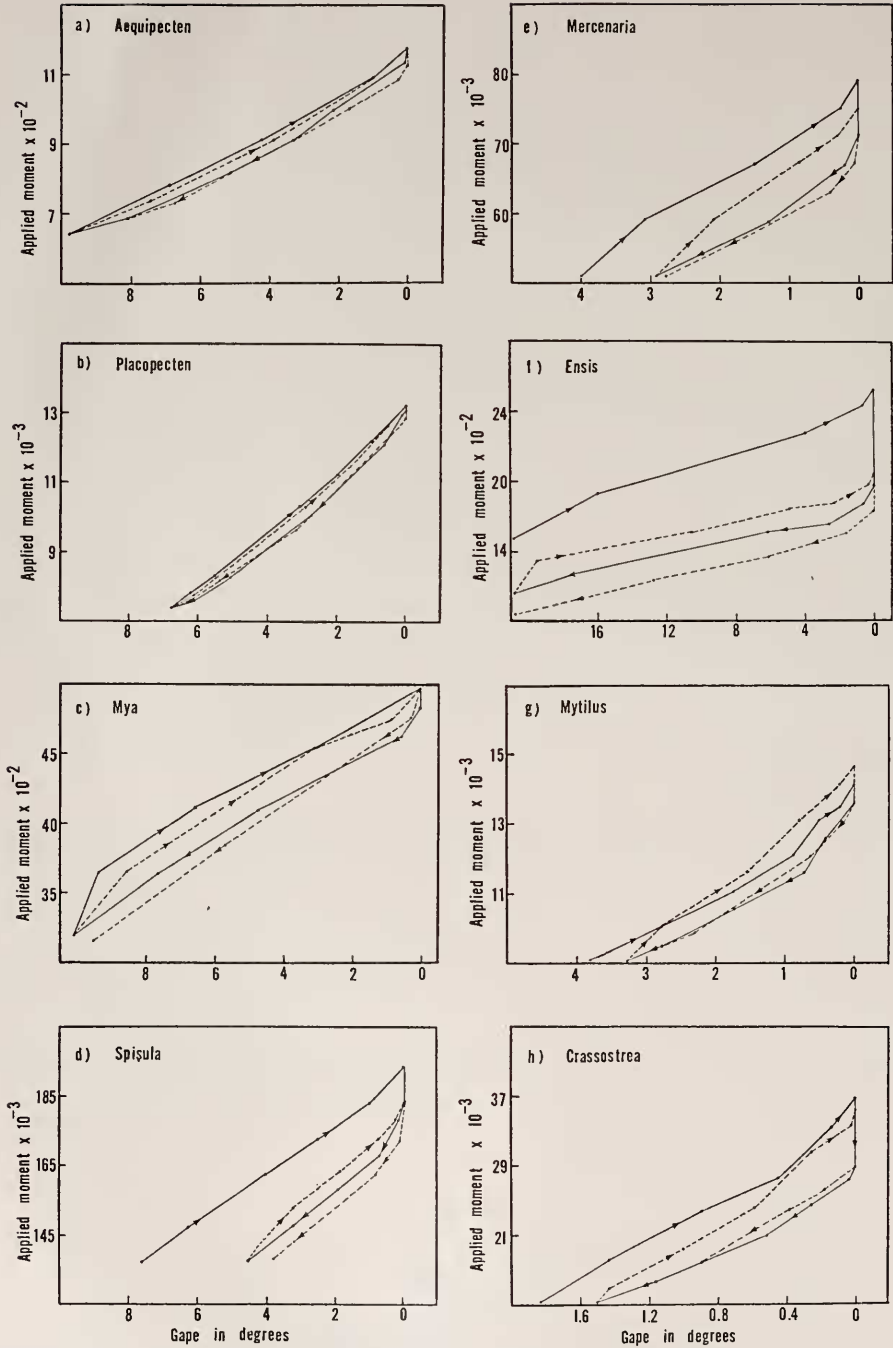 a) Aequipecten
Applied moment x 10⁻²
11
9
7
8 6 4 2 0
b) Placopecten
Applied moment x 10⁻³
13
11
9
8 6 4 2 0
c) Mya
Applied moment x 10⁻²
45
40
35
8 6 4 2 0
d) Spisula
Applied moment x 10⁻³
185
165
145
8 6 4 2 0
Gape in degrees
e) Mercenaria
Applied moment x 10⁻³
80
70
60
4 3 2 1 0
f) Ensis
Applied moment x 10⁻²
24
20
14
16 12 8 4 0
g) Mytilus
Applied moment x 10⁻³
15
13
11
4 3 2 1 0
h) Crassostrea
Applied moment x 10⁻³
37
29
21
1.6 1.2 0.8 0.4 0
Gape in degrees